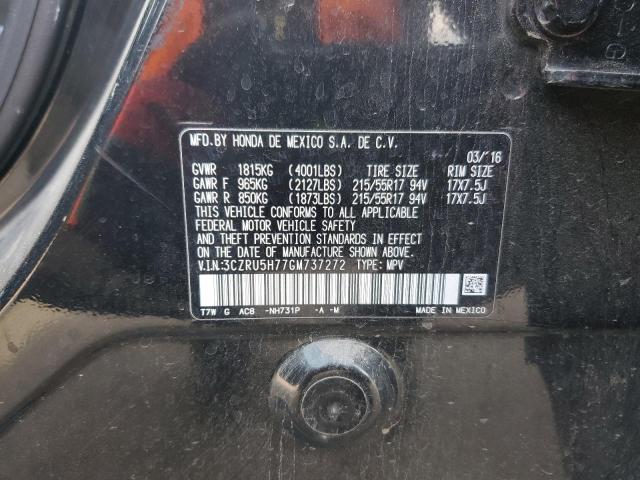 MFD.BY HONDA DE MEXICO S.A. DE C.V.
03/'16
GVWR 1815KG (4001LBS) TIRE SIZE RIM SIZE
GAWR F 965KG (2127LBS) 215/55R17 94V 17X7.5J
GAWR R 850KG (1873LBS) 215/55R17 94V 17X7.5J
THIS VEHICLE CONFORMS TO ALL APPLICABLE
FEDERAL MOTOR VEHICLE SAFETY
AND THEFT PREVENTION STANDARDS IN EFFECT
ON THE DATE OF MANUFACTURE SHOWN ABOVE.
V.I.N:3CZRU5H77GM737272 TYPE: MPV
T7W G AC8 -NH731P -A -M MADE IN MEXICO